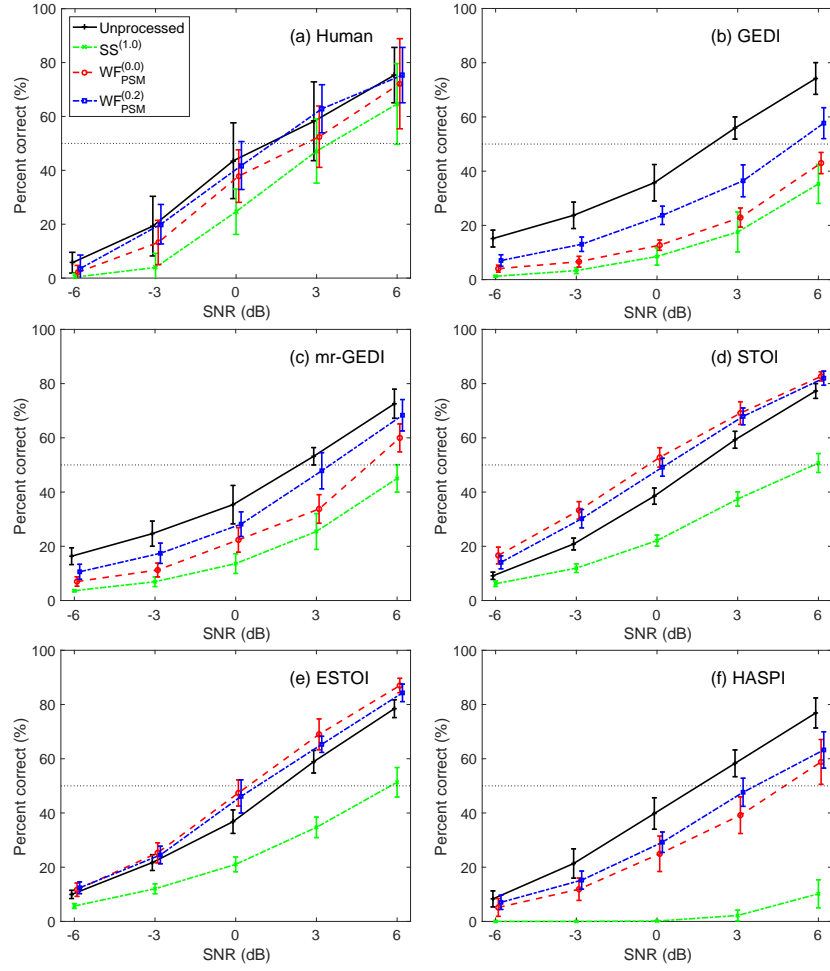 (a) Human
Unprocessed
SS(1.0)
WF(0.0)PSM
WF(0.2)PSM
Percent correct (%)
100
80
60
40
20
0
-6 -3 0 3 6
SNR (dB)
(b) GEDI
Percent correct (%)
100
80
60
40
20
0
-6 -3 0 3 6
SNR (dB)
(c) mr-GEDI
Percent correct (%)
100
80
60
40
20
0
-6 -3 0 3 6
SNR (dB)
(d) STOI
Percent correct (%)
100
80
60
40
20
0
-6 -3 0 3 6
SNR (dB)
(e) ESTOI
Percent correct (%)
100
80
60
40
20
0
-6 -3 0 3 6
SNR (dB)
(f) HASPI
Percent correct (%)
100
80
60
40
20
0
-6 -3 0 3 6
SNR (dB)